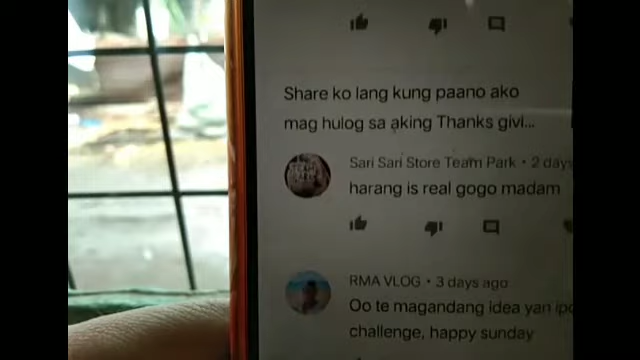 Share ko lang kung paano ako
mag hulog sa aking Thanks givi...
Sari Sari Store Team Park • 2 days
harang is real gogo madam
RMA VLOG • 3 days ago
Oo te magandang idea yan ipo
challenge, happy sunday